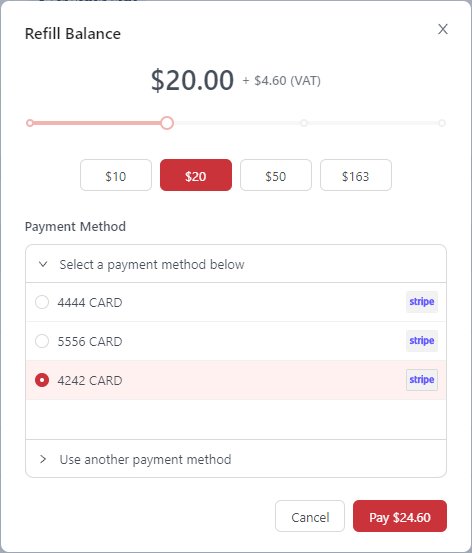 Refill Balance
$20.00 + $4.60 (VAT)
$10 $20 $50 $163
Payment Method
Select a payment method below
4444 CARD stripe
5556 CARD stripe
4242 CARD stripe
Use another payment method
Cancel Pay $24.60